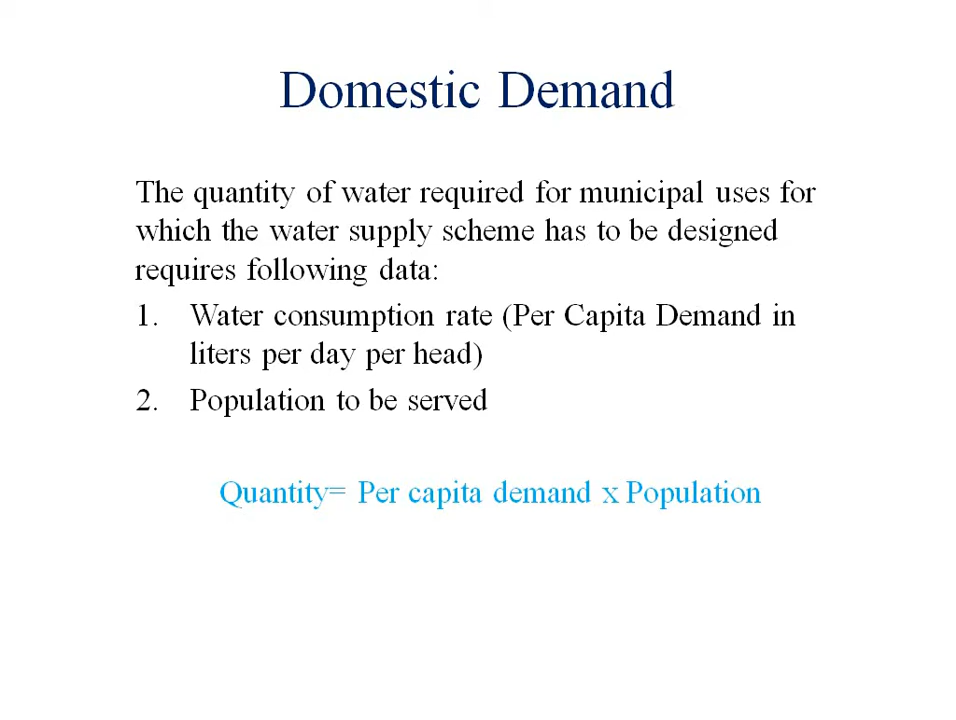 Domestic Demand
The quantity of water required for municipal uses for
which the water supply scheme has to be designed
requires following data:
1. Water consumption rate (Per Capita Demand in
liters per day per head)
2. Population to be served
Quantity= Per capita demand x Population